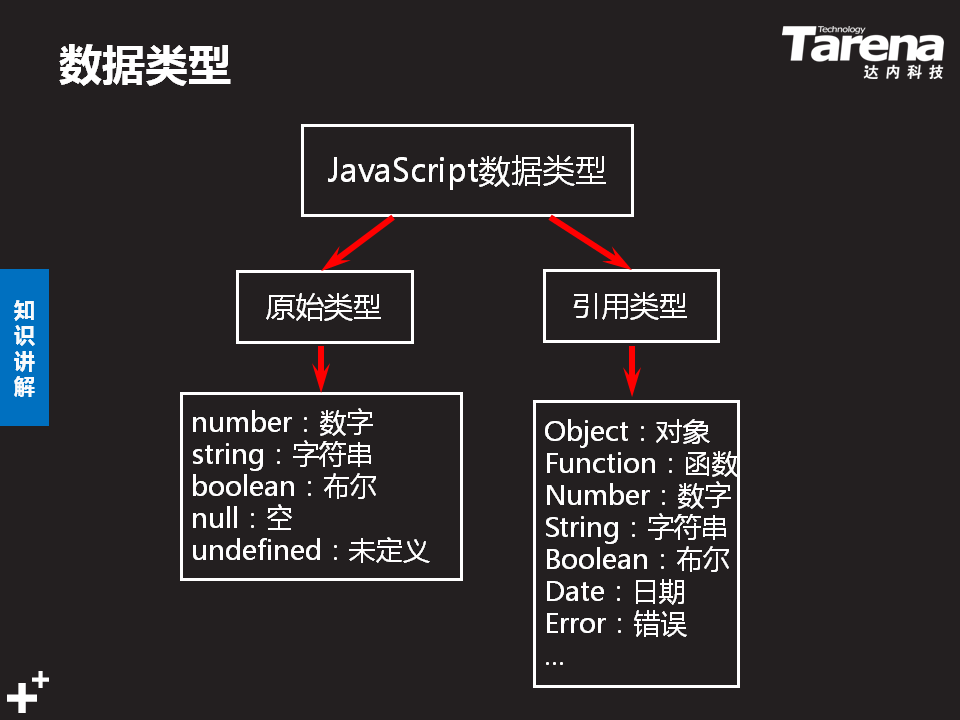 数据类型
Technology
Tarena
达内科技
JavaScript数据类型
原始类型
引用类型
知识讲解
number：数字
string：字符串
boolean：布尔
null：空
undefined：未定义
Object：对象
Function：函数
Number：数字
String：字符串
Boolean：布尔
Date：日期
Error：错误
...